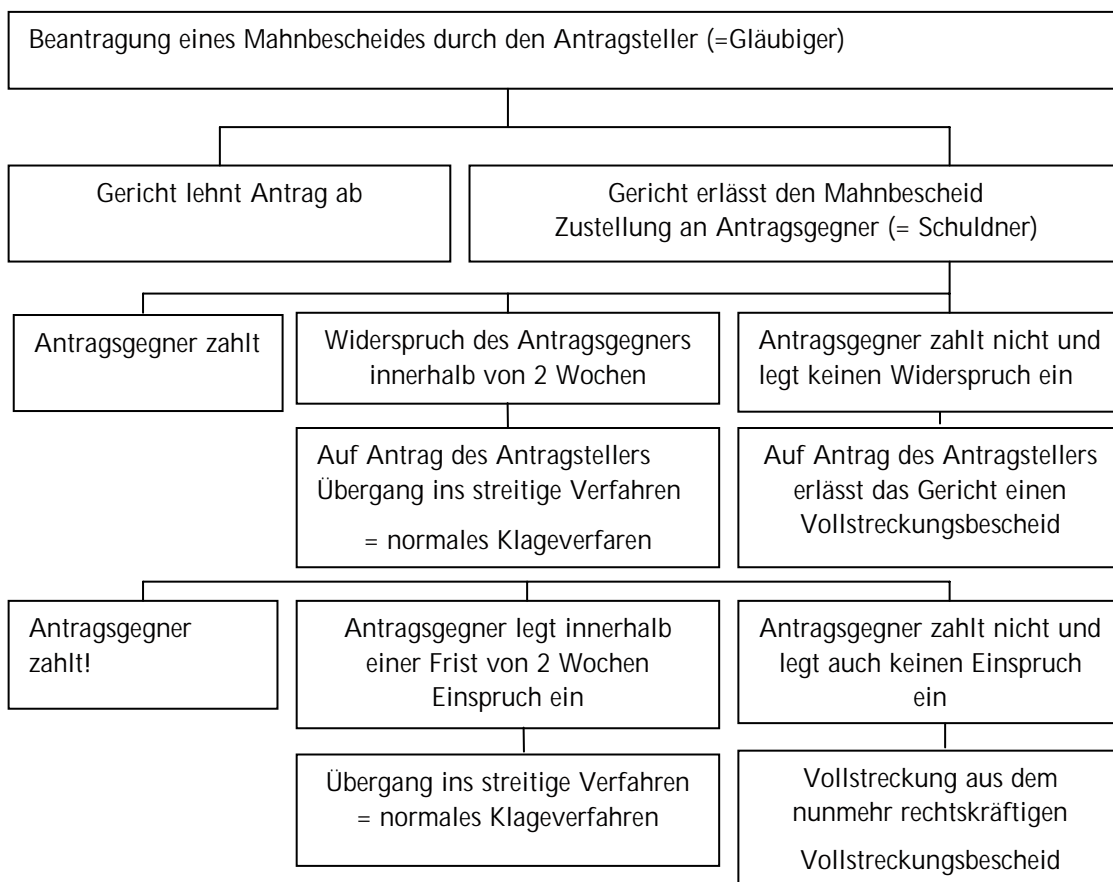 Beantragung eines Mahnbescheides durch den Antragsteller (=Gläubiger)
Gericht lehnt Antrag ab
Gericht erlässt den Mahnbescheid
Zustellung an Antragsgegner (= Schuldner)
Antragsgegner zahlt
Widerspruch des Antragsgegners
innerhalb von 2 Wochen
Antragsgegner zahlt nicht und
legt keinen Widerspruch ein
Auf Antrag des Antragstellers
Übergang ins streitige Verfahren
= normales Klageverfaren
Auf Antrag des Antragstellers
erlässt das Gericht einen
Vollstreckungsbescheid
Antragsgegner
zahlt!
Antragsgegner legt innerhalb
einer Frist von 2 Wochen
Einspruch ein
Antragsgegner zahlt nicht und
legt auch keinen Einspruch
ein
Übergang ins streitige Verfahren
= normales Klageverfahren
Vollstreckung aus dem
nunmehr rechtskräftigen
Vollstreckungsbescheid